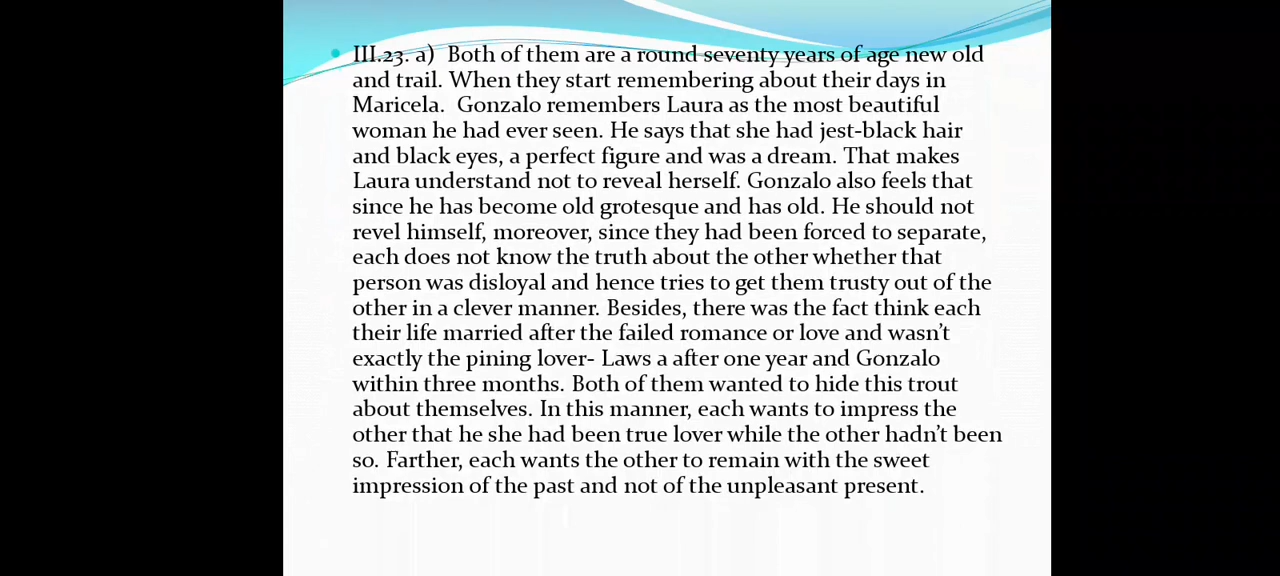 III.23. a) Both of them are a round seventy years of age new old
and trail. When they start remembering about their days in
Maricela. Gonzalo remembers Laura as the most beautiful
woman he had ever seen. He says that she had jest-black hair
and black eyes, a perfect figure and was a dream. That makes
Laura understand not to reveal herself. Gonzalo also feels that
since he has become old grotesque and has old. He should not
revel himself, moreover, since they had been forced to separate,
each does not know the truth about the other whether that
person was disloyal and hence tries to get them trusty out of the
other in a clever manner. Besides, there was the fact think each
their life married after the failed romance or love and wasn't
exactly the pining lover- Laws a after one year and Gonzalo
within three months. Both of them wanted to hide this trout
about themselves. In this manner, each wants to impress the
other that he she had been true lover while the other hadn't been
so. Farther, each wants the other to remain with the sweet
impression of the past and not of the unpleasant present.